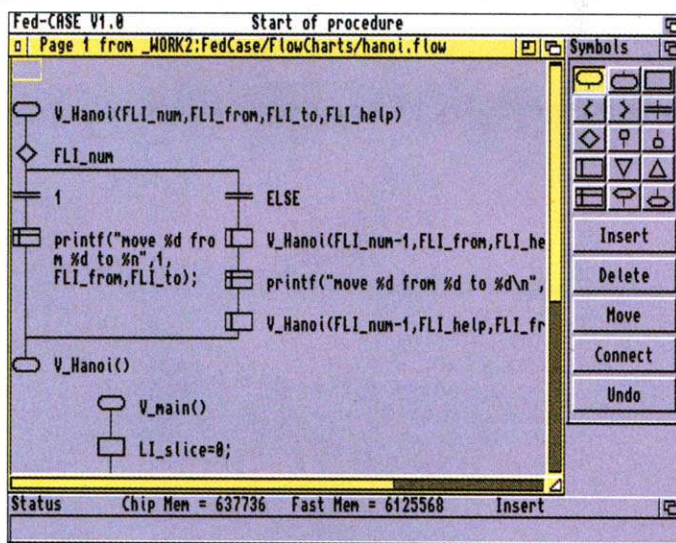 Fed-CASE V1.0 Start of procedure
Page 1 from _WORK2:FedCase/FlowCharts/hanoi.flow
Symbols
V_Hanoi(FLI_num,FLI_from,FLI_to,FLI_help)
FLI_num
1
ELSE
printf("move %d fro
m %d to %n",1,
FLI_from,FLI_to);
V_Hanoi(FLI_num-1,FLI_from,FLI_he
printf("move %d from %d to %d\n",
V_Hanoi(FLI_num-1,FLI_help,FLI_fr
V_Hanoi()
V_main()
LI_slice=0;
Insert
Delete
Move
Connect
Undo
Status Chip Mem = 637736 Fast Mem = 6125568 Insert